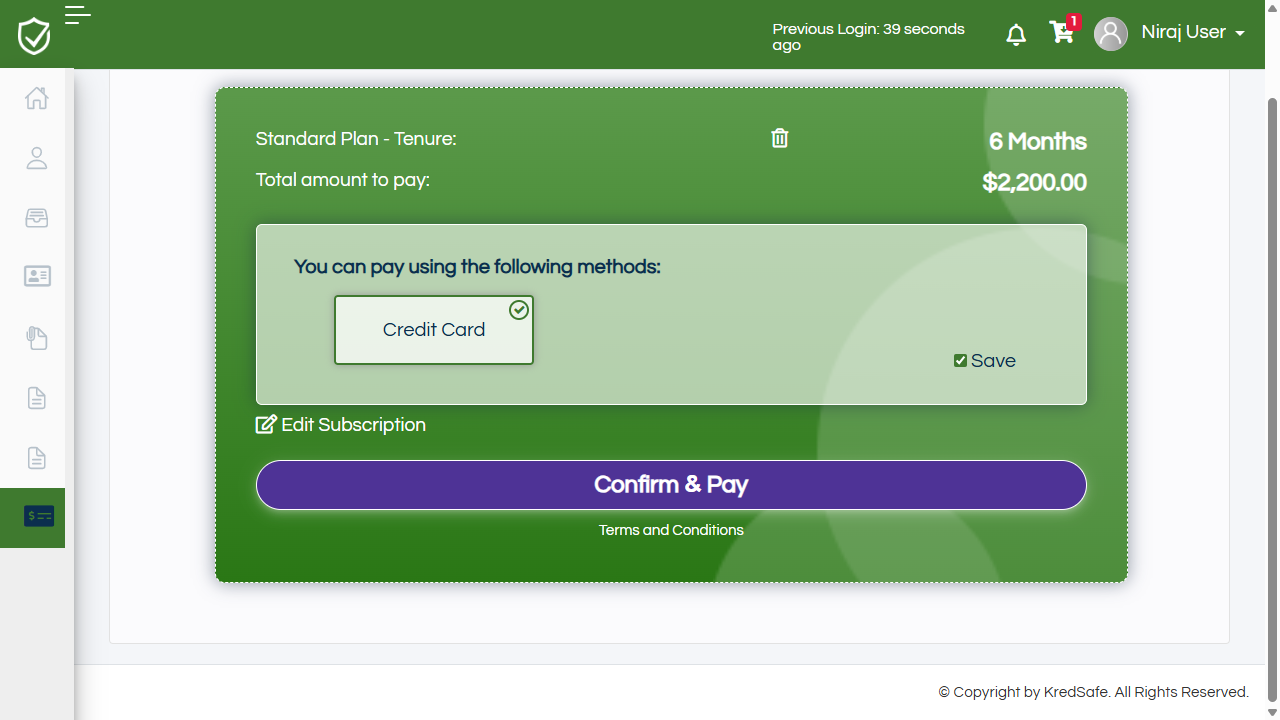 Previous Login: 39 seconds
ago
1
Niraj User
Standard Plan - Tenure:
6 Months
Total amount to pay:
$2,200.00
You can pay using the following methods:
Credit Card
Save
Edit Subscription
Confirm & Pay
Terms and Conditions
© Copyright by KredSafe. All Rights Reserved.